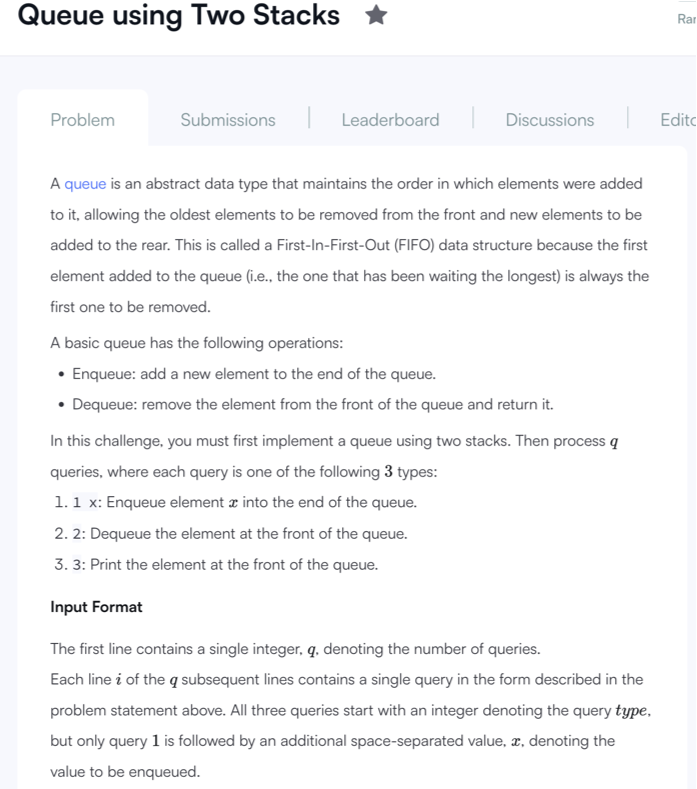 Queue using Two Stacks
Problem Submissions Leaderboard Discussions
A queue is an abstract data type that maintains the order in which elements were added
to it, allowing the oldest elements to be removed from the front and new elements to be
added to the rear. This is called a First-In-First-Out (FIFO) data structure because the first
element added to the queue (i.e., the one that has been waiting the longest) is always the
first one to be removed.
A basic queue has the following operations:
• Enqueue: add a new element to the end of the queue.
• Dequeue: remove the element from the front of the queue and return it.
In this challenge, you must first implement a queue using two stacks. Then process q
queries, where each query is one of the following 3 types:
1. 1 x: Enqueue element x into the end of the queue.
2. 2: Dequeue the element at the front of the queue.
3. 3: Print the element at the front of the queue.
Input Format
The first line contains a single integer, q, denoting the number of queries.
Each line i of the q subsequent lines contains a single query in the form described in the
problem statement above. All three queries start with an integer denoting the query type,
but only query 1 is followed by an additional space-separated value, x, denoting the
value to be enqueued.